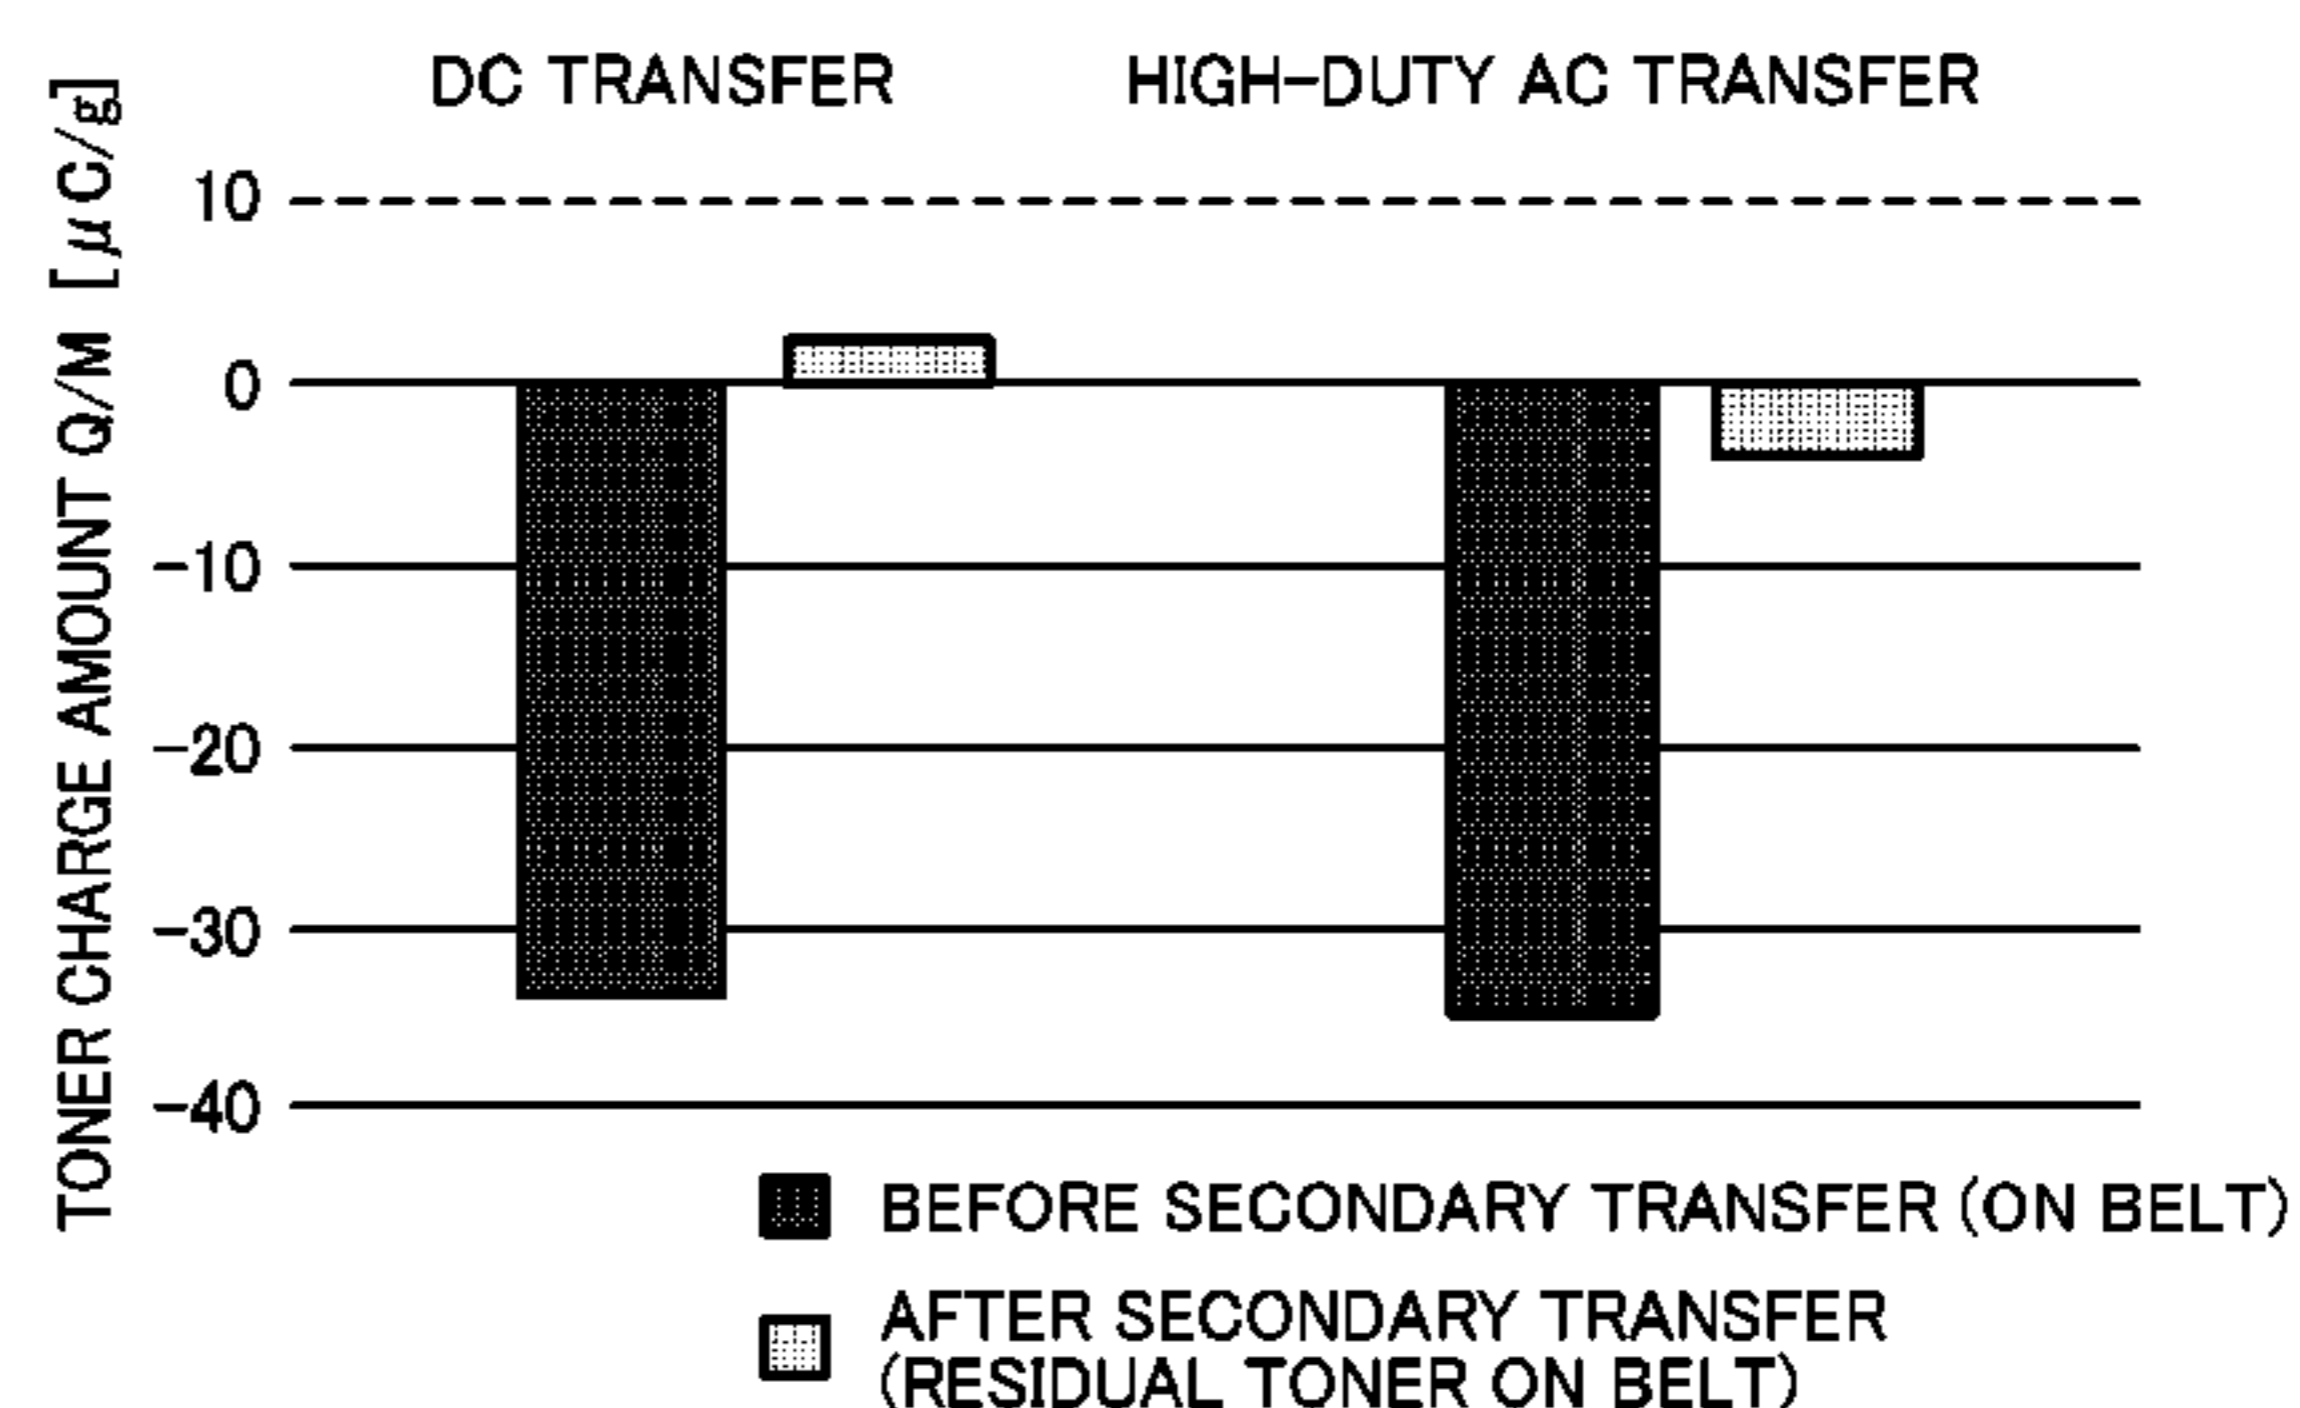 DC TRANSFER
HIGH-DUTY AC TRANSFER
TONER CHARGE AMOUNT Q/M [μC/g]
10
0
-10
-20
-30
-40
BEFORE SECONDARY TRANSFER (ON BELT)
AFTER SECONDARY TRANSFER
(RESIDUAL TONER ON BELT)